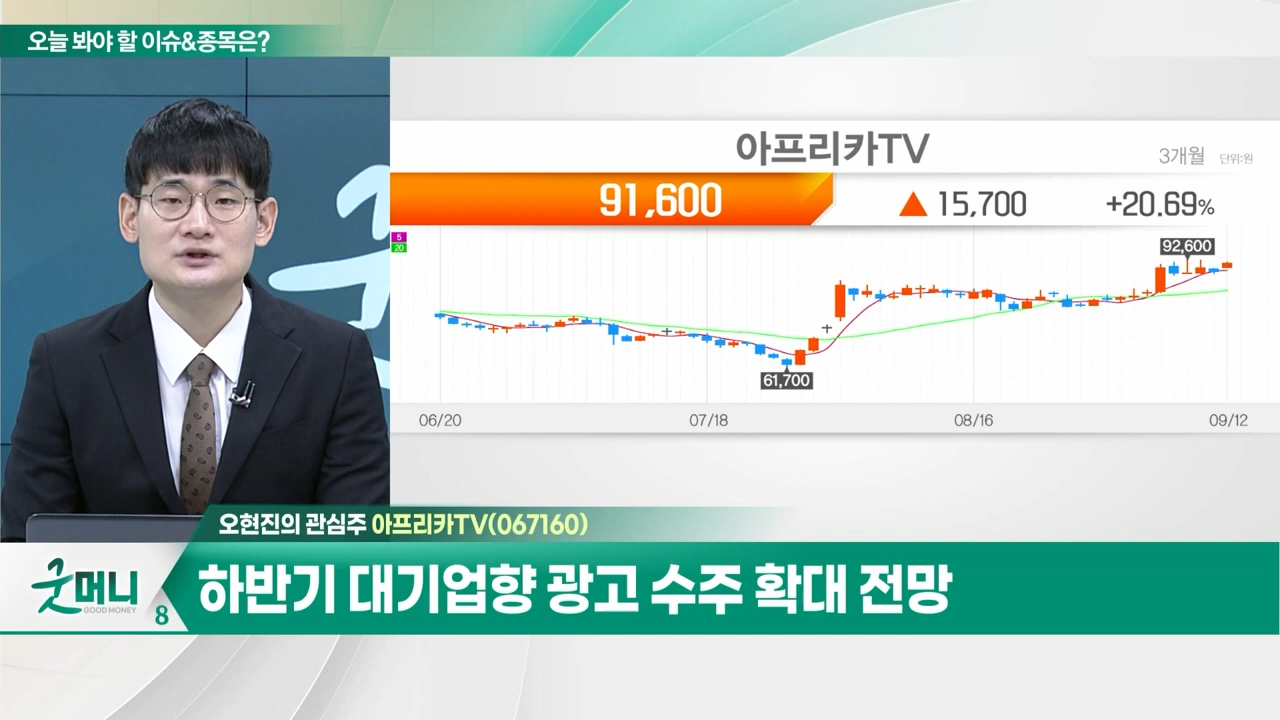 오늘 봐야 할 이슈&종목은?
아프리카TV
3개월 단위:원
91,600 ▲ 15,700 +20.69%
5
20
92,600
61,700
06/20 07/18 08/16 09/12
오현진의 관심주 아프리카TV(067160)
굿머니
GOOD MONEY
8
하반기 대기업향 광고 수주 확대 전망